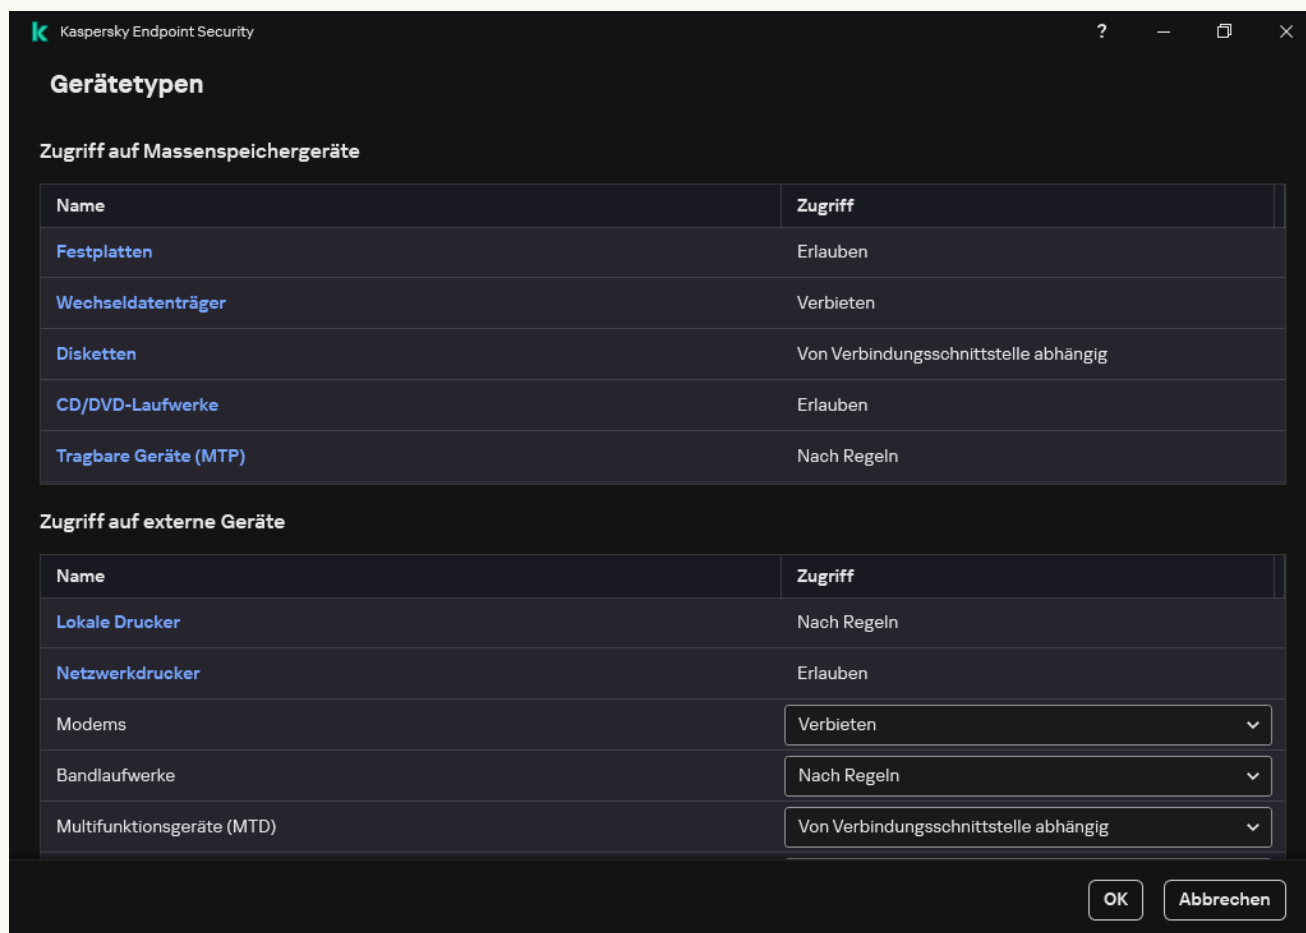 Kaspersky Endpoint Security ?
Gerätetypen
Zugriff auf Massenspeichergeräte
Name Zugriff
Festplatten Erlauben
Wechseldatenträger Verbieten
Disketten Von Verbindungsschnittstelle abhängig
CD/DVD-Laufwerke Erlauben
Tragbare Geräte (MTP) Nach Regeln
Zugriff auf externe Geräte
Name Zugriff
Lokale Drucker Nach Regeln
Netzwerkdrucker Erlauben
Modems Verbieten
Bandlaufwerke Nach Regeln
Multifunktionsgeräte (MTD) Von Verbindungsschnittstelle abhängig
OK Abbrechen